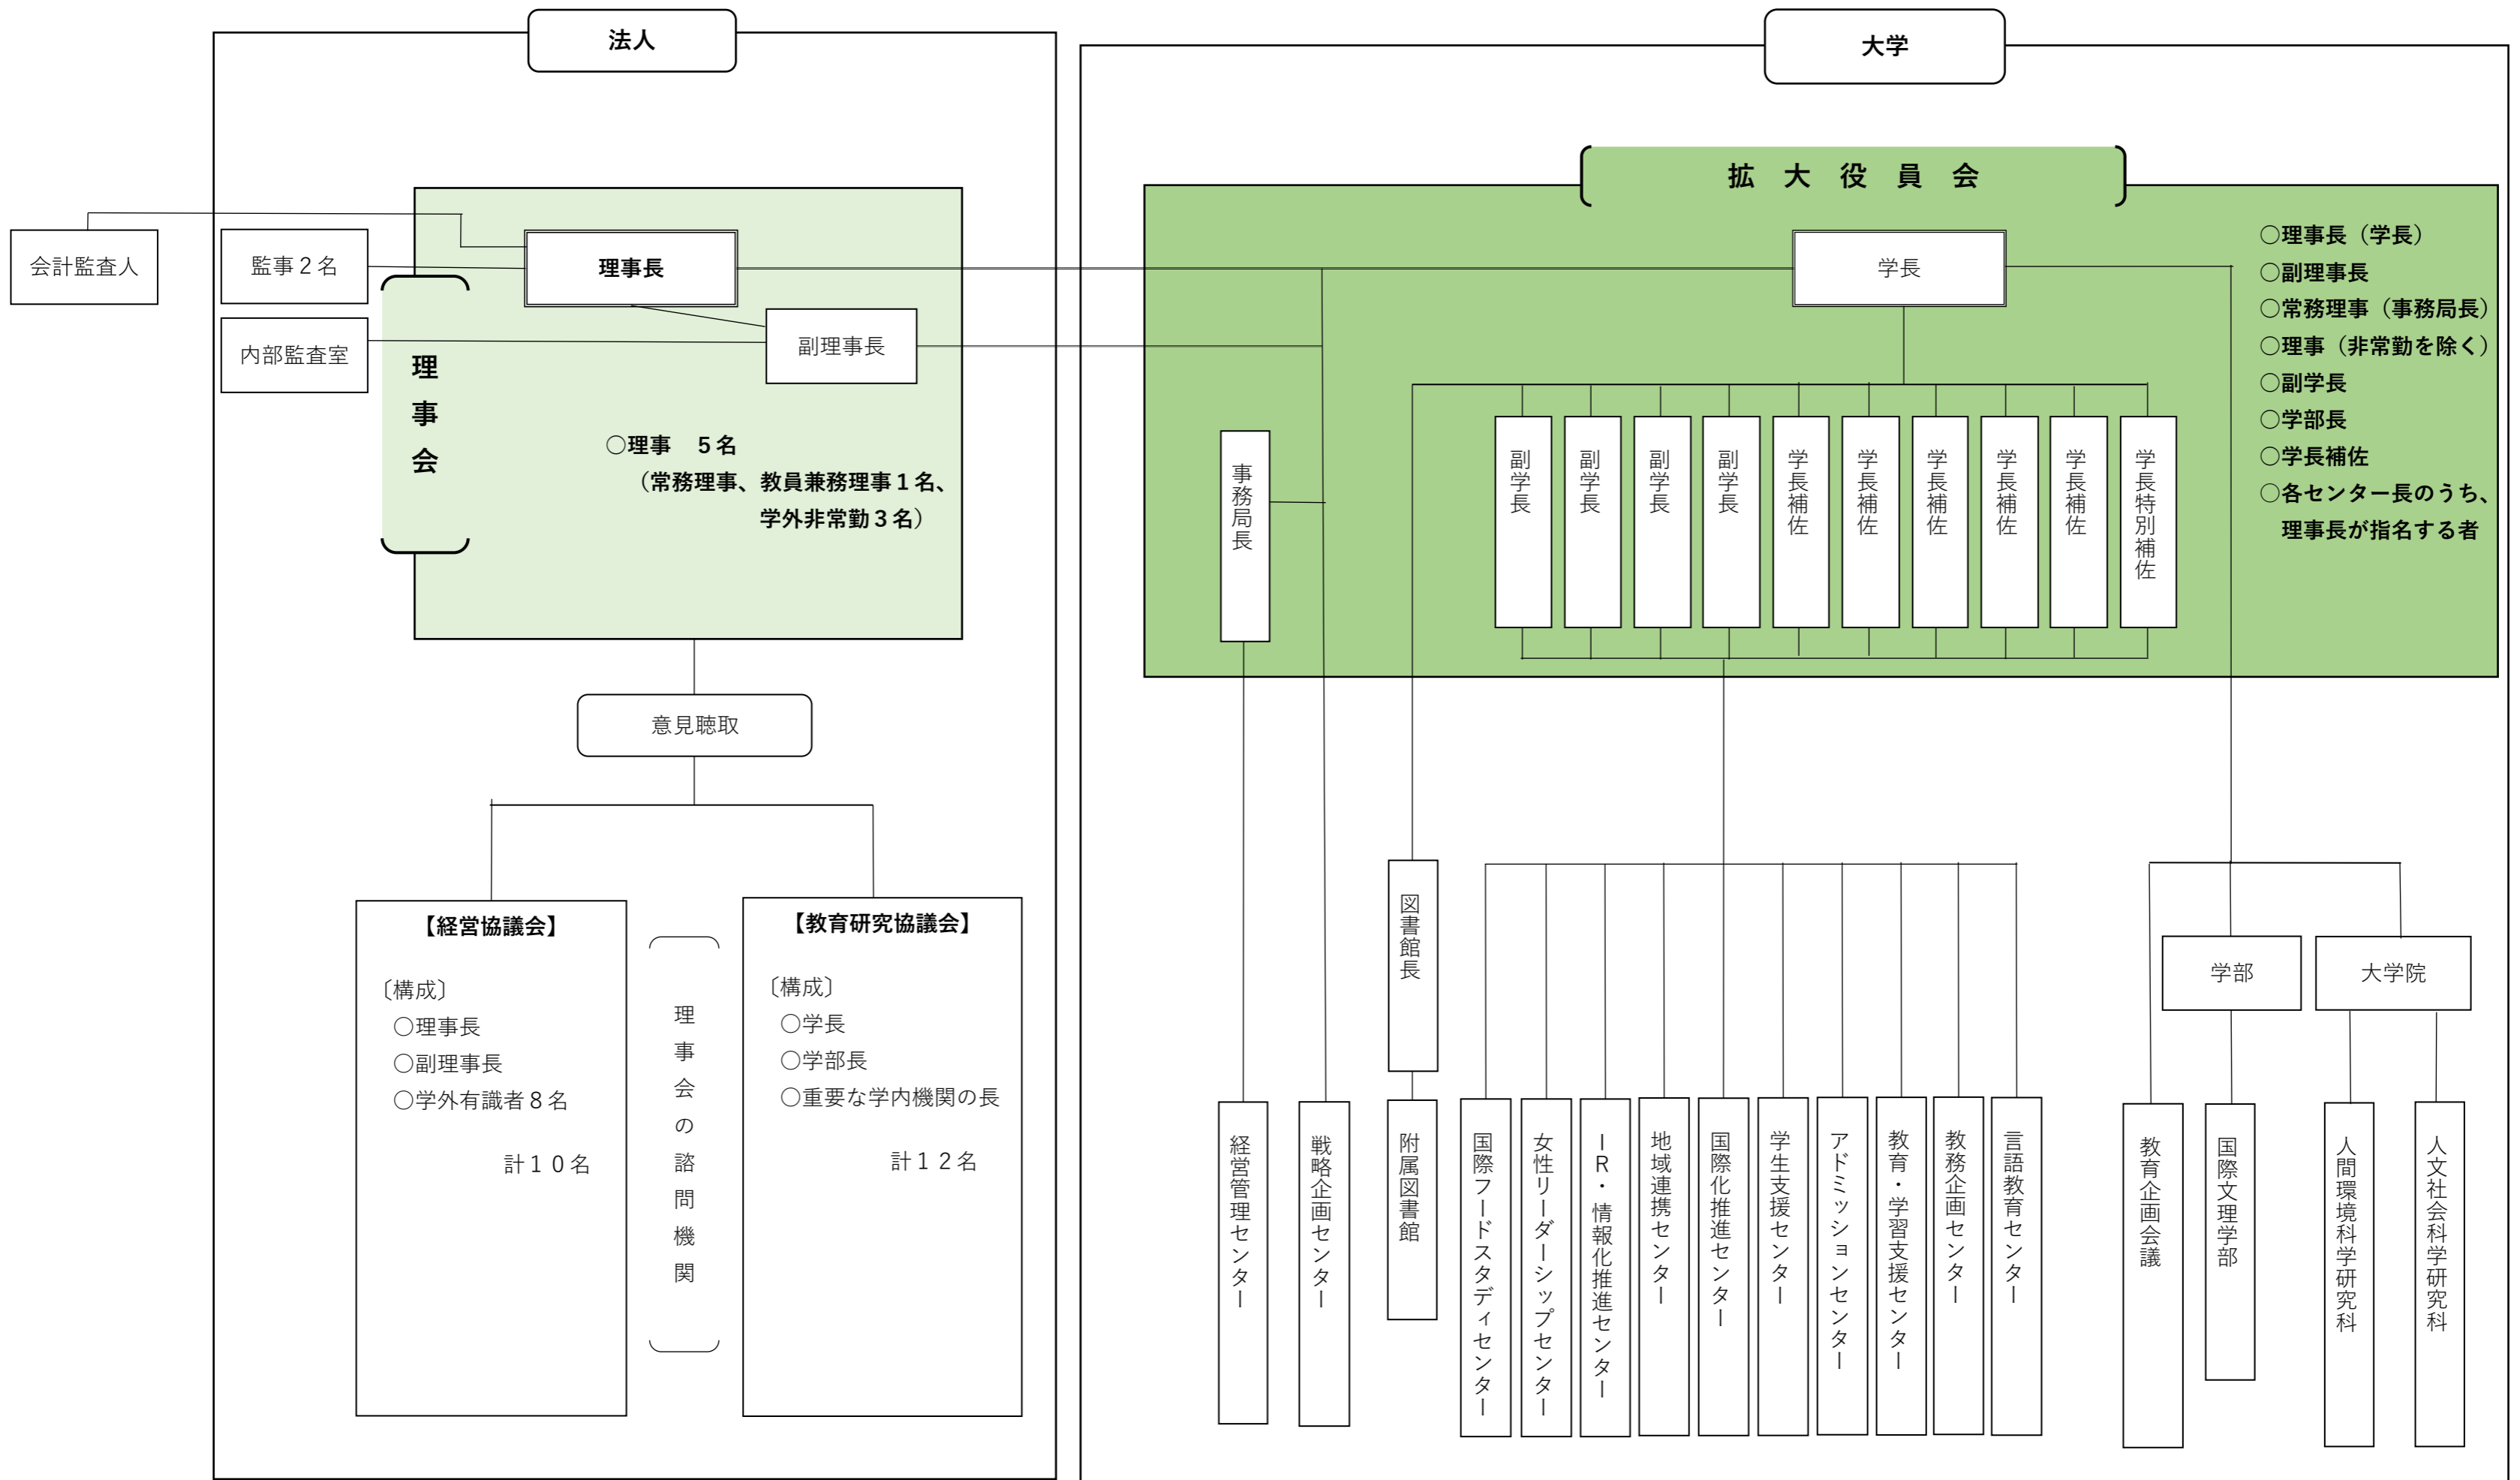 法人
大学
拡大役員会
会計監査人
監事２名
内部監査室
理事会
理事長
副理事長
○理事　５名
（常務理事、教員兼務理事１名、
学外非常勤３名）
意見聴取
【経営協議会】
〔構成〕
○理事長
○副理事長
○学外有識者８名
計１０名
理事会の諮問機関
【教育研究協議会】
〔構成〕
○学長
○学部長
○重要な学内機関の長
計１２名
学長
○理事長（学長）
○副理事長
○常務理事（事務局長）
○理事（非常勤を除く）
○副学長
○学部長
○学長補佐
○各センター長のうち、
理事長が指名する者
事務局長
副学長
副学長
副学長
副学長
学長補佐
学長補佐
学長補佐
学長補佐
学長補佐
学長特別補佐
図書館長
学部
大学院
経営管理センター
戦略企画センター
附属図書館
国際フードスタディセンター
女性リーダーシップセンター
ＩＲ・情報化推進センター
地域連携センター
国際化推進センター
学生支援センター
アドミッションセンター
教育・学習支援センター
教務企画センター
言語教育センター
教育企画会議
国際文理学部
人間環境科学研究科
人文社会科学研究科